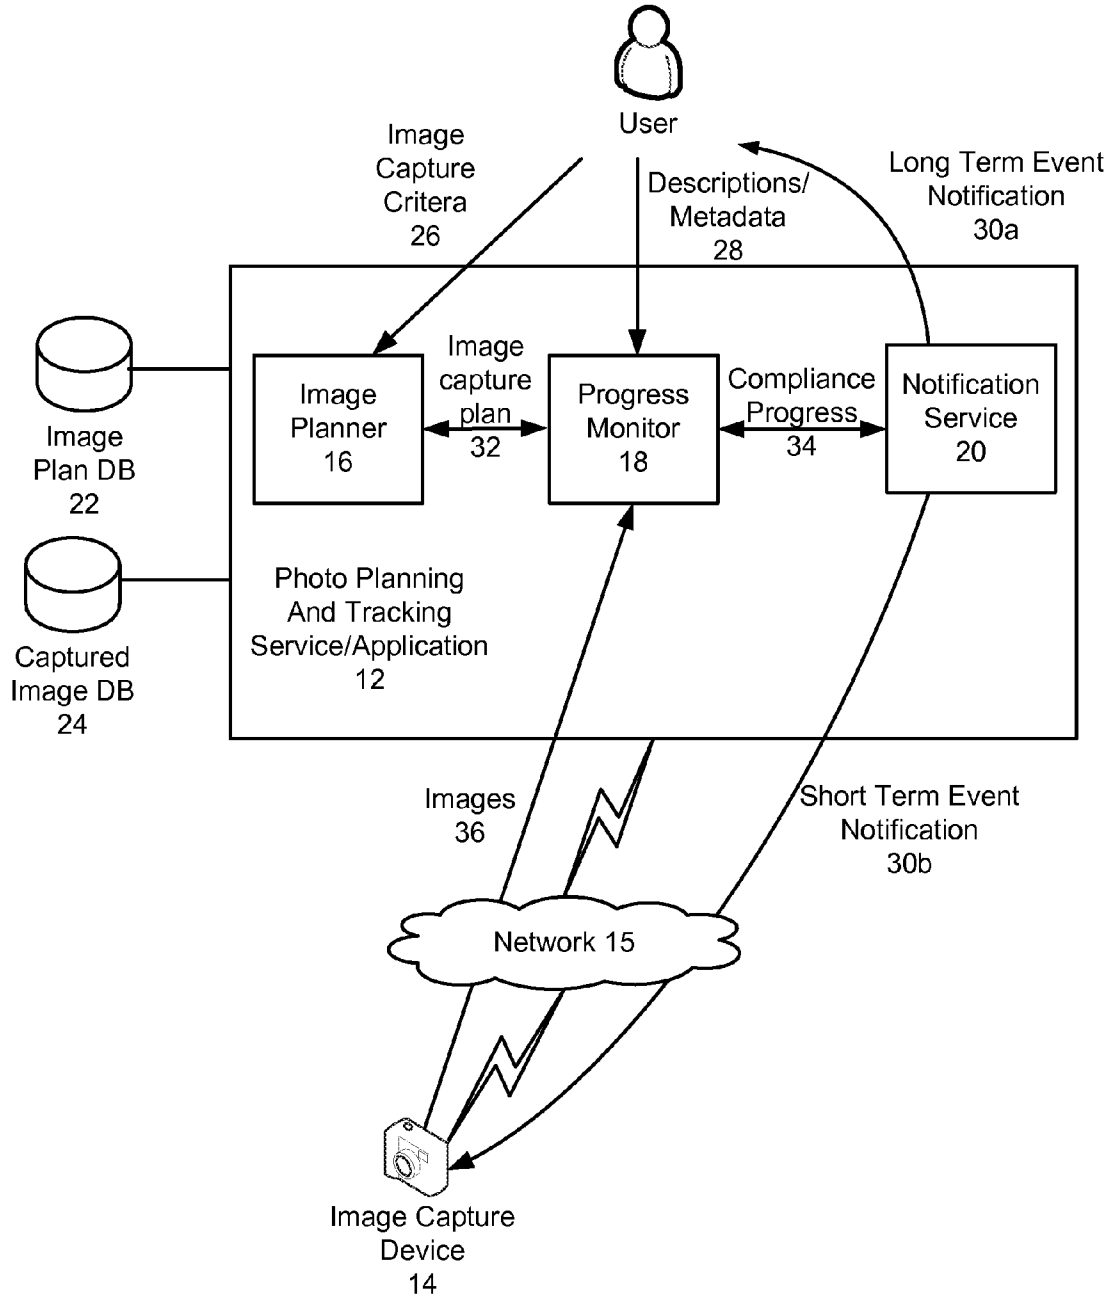 User
Image
Capture
Critera
26
Descriptions/
Metadata
28
Long Term Event
Notification
30a
Image
Plan DB
22
Image
Planner
16
Image
capture
plan
32
Progress
Monitor
18
Compliance
Progress
34
Notification
Service
20
Captured
Image DB
24
Photo Planning
And Tracking
Service/Application
12
Images
36
Short Term Event
Notification
30b
Network 15
Image Capture
Device
14